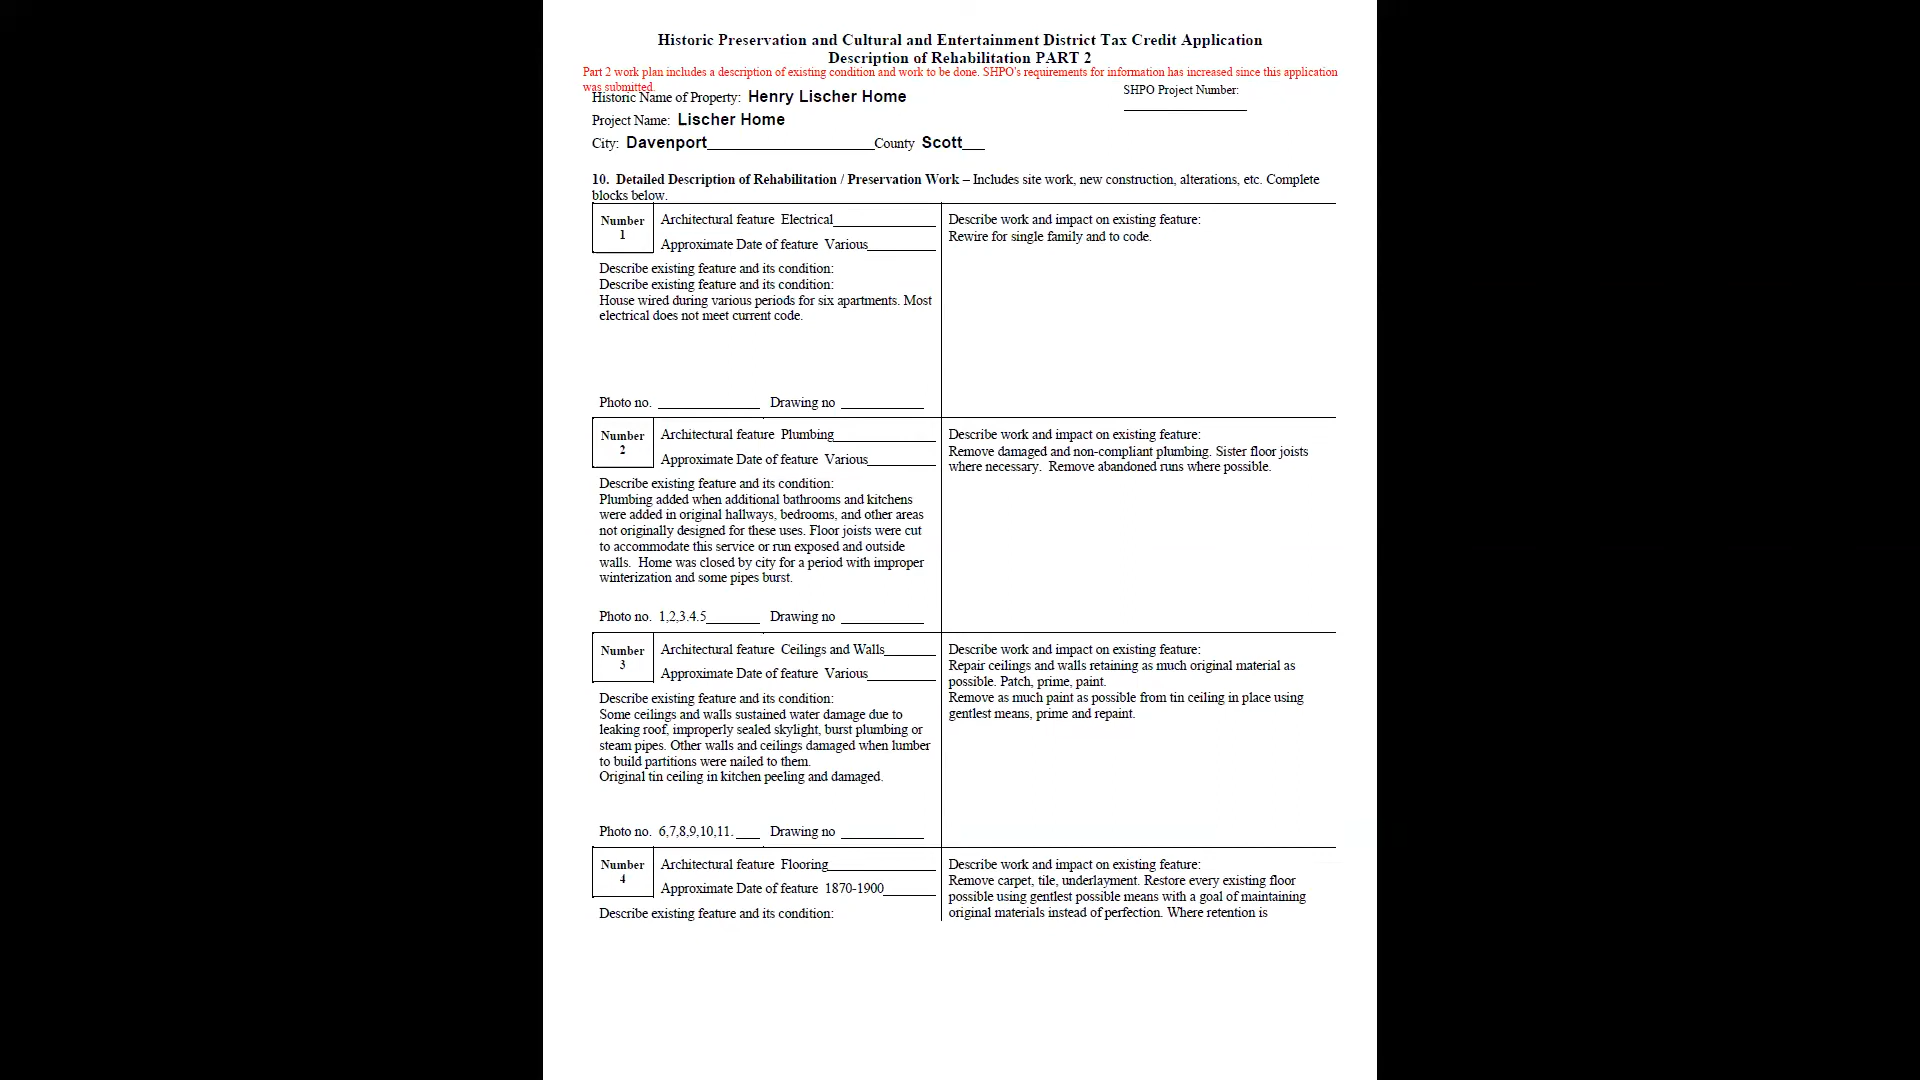 Historic Preservation and Cultural and Entertainment District Tax Credit Application
Description of Rehabilitation PART 2
Part 2 work plan includes a description of existing condition and work to be done. SHPO's requirements for information has increased since this application
was submitted.
Historic Name of Property: Henry Lischer Home
SHPO Project Number:
Project Name: Lischer Home
City: Davenport County Scott
10. Detailed Description of Rehabilitation / Preservation Work – Includes site work, new construction, alterations, etc. Complete
blocks below.
Number
1
Architectural feature Electrical
Approximate Date of feature Various
Describe existing feature and its condition:
Describe existing feature and its condition:
House wired during various periods for six apartments. Most
electrical does not meet current code.
Photo no. Drawing no
Describe work and impact on existing feature:
Rewire for single family and to code.
Number
2
Architectural feature Plumbing
Approximate Date of feature Various
Describe existing feature and its condition:
Plumbing added when additional bathrooms and kitchens
were added in original hallways, bedrooms, and other areas
not originally designed for these uses. Floor joists were cut
to accommodate this service or run exposed and outside
walls. Home was closed by city for a period with improper
winterization and some pipes burst.
Photo no. 1,2,3.4.5 Drawing no
Describe work and impact on existing feature:
Remove damaged and non-compliant plumbing. Sister floor joists
where necessary. Remove abandoned runs where possible.
Number
3
Architectural feature Ceilings and Walls
Approximate Date of feature Various
Describe existing feature and its condition:
Some ceilings and walls sustained water damage due to
leaking roof, improperly sealed skylight, burst plumbing or
steam pipes. Other walls and ceilings damaged when lumber
to build partitions were nailed to them.
Original tin ceiling in kitchen peeling and damaged.
Photo no. 6,7,8,9,10,11. Drawing no
Describe work and impact on existing feature:
Repair ceilings and walls retaining as much original material as
possible. Patch, prime, paint.
Remove as much paint as possible from tin ceiling in place using
gentlest means, prime and repaint.
Number
4
Architectural feature Flooring
Approximate Date of feature 1870-1900
Describe existing feature and its condition:
Describe work and impact on existing feature:
Remove carpet, tile, underlayment. Restore every existing floor
possible using gentlest possible means with a goal of maintaining
original materials instead of perfection. Where retention is